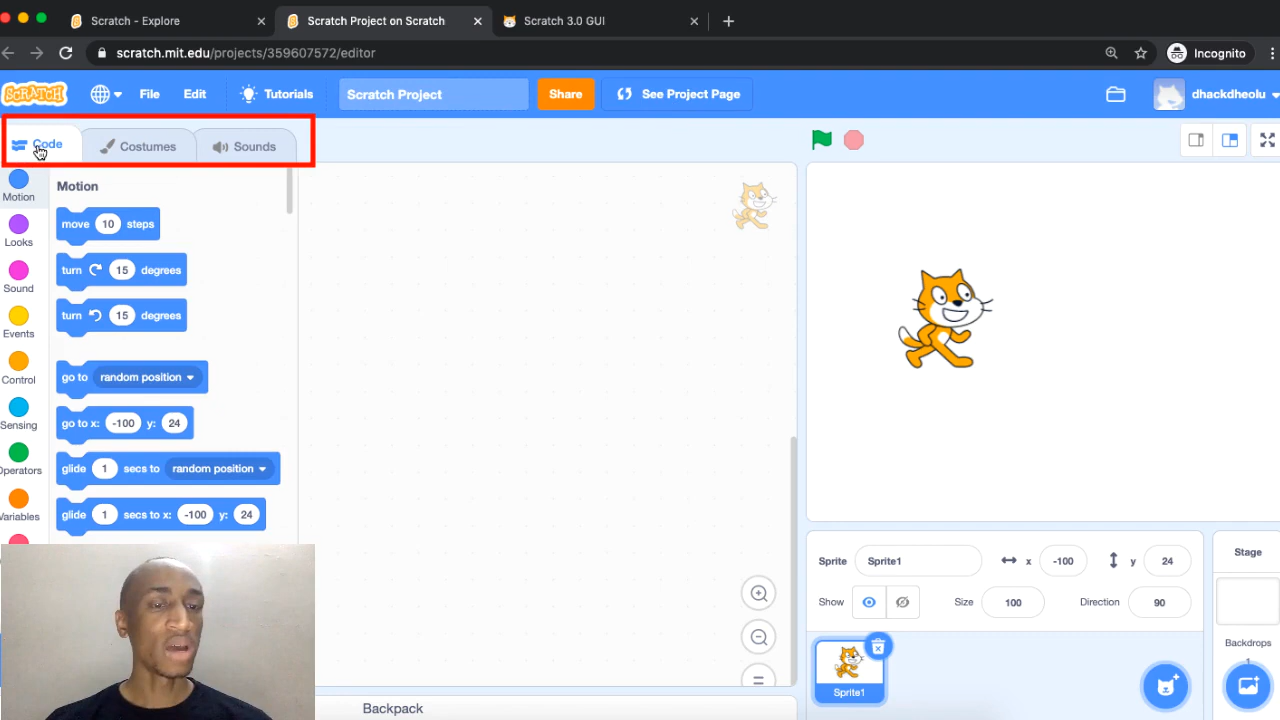 Scratch - Explore
Scratch Project on Scratch
Scratch 3.0 GUI
scratch.mit.edu/projects/359607572/editor
Incognito
SCRATCH
File
Edit
Tutorials
Scratch Project
Share
See Project Page
dhackdheolu
Code
Costumes
Sounds
Motion
Looks
Sound
Events
Control
Sensing
Operators
Variables
Motion
move 10 steps
turn 15 degrees
turn 15 degrees
go to random position
go to x: -100 y: 24
glide 1 secs to random position
glide 1 secs to x: -100 y: 24
Sprite Sprite1 x -100 y 24
Show Size 100 Direction 90
Sprite1
Stage
Backdrops
1
Backpack